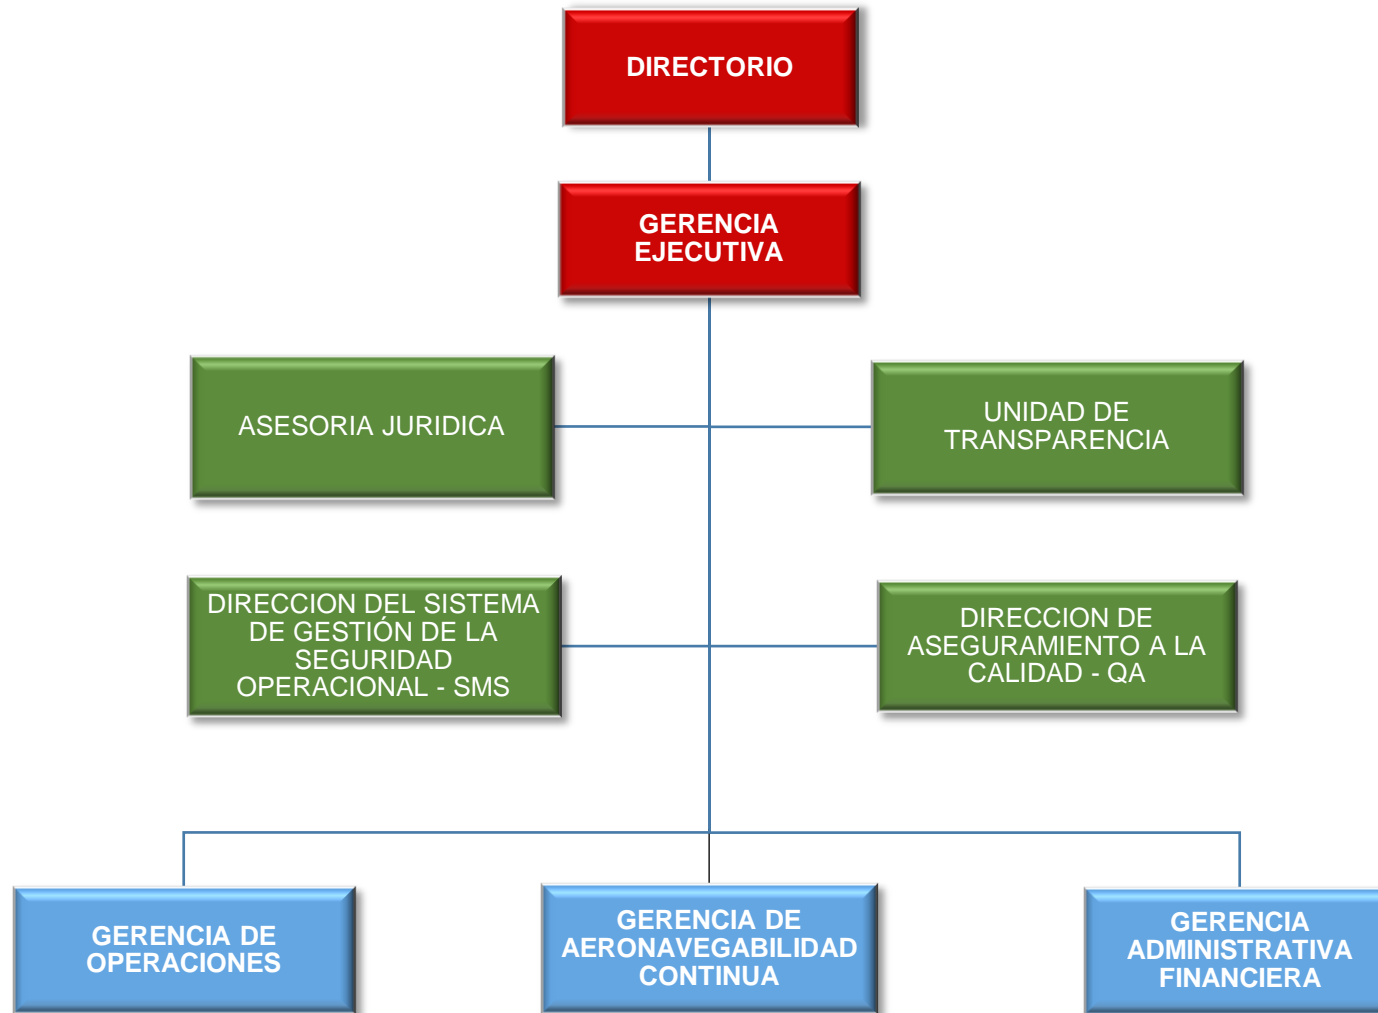 DIRECTORIO
GERENCIA
EJECUTIVA
ASESORIA JURIDICA
UNIDAD DE
TRANSPARENCIA
DIRECCION DEL SISTEMA
DE GESTIÓN DE LA
SEGURIDAD
OPERACIONAL - SMS
DIRECCION DE
ASEGURAMIENTO A LA
CALIDAD - QA
GERENCIA DE
OPERACIONES
GERENCIA DE
AERONAVEGABILIDAD
CONTINUA
GERENCIA
ADMINISTRATIVA
FINANCIERA